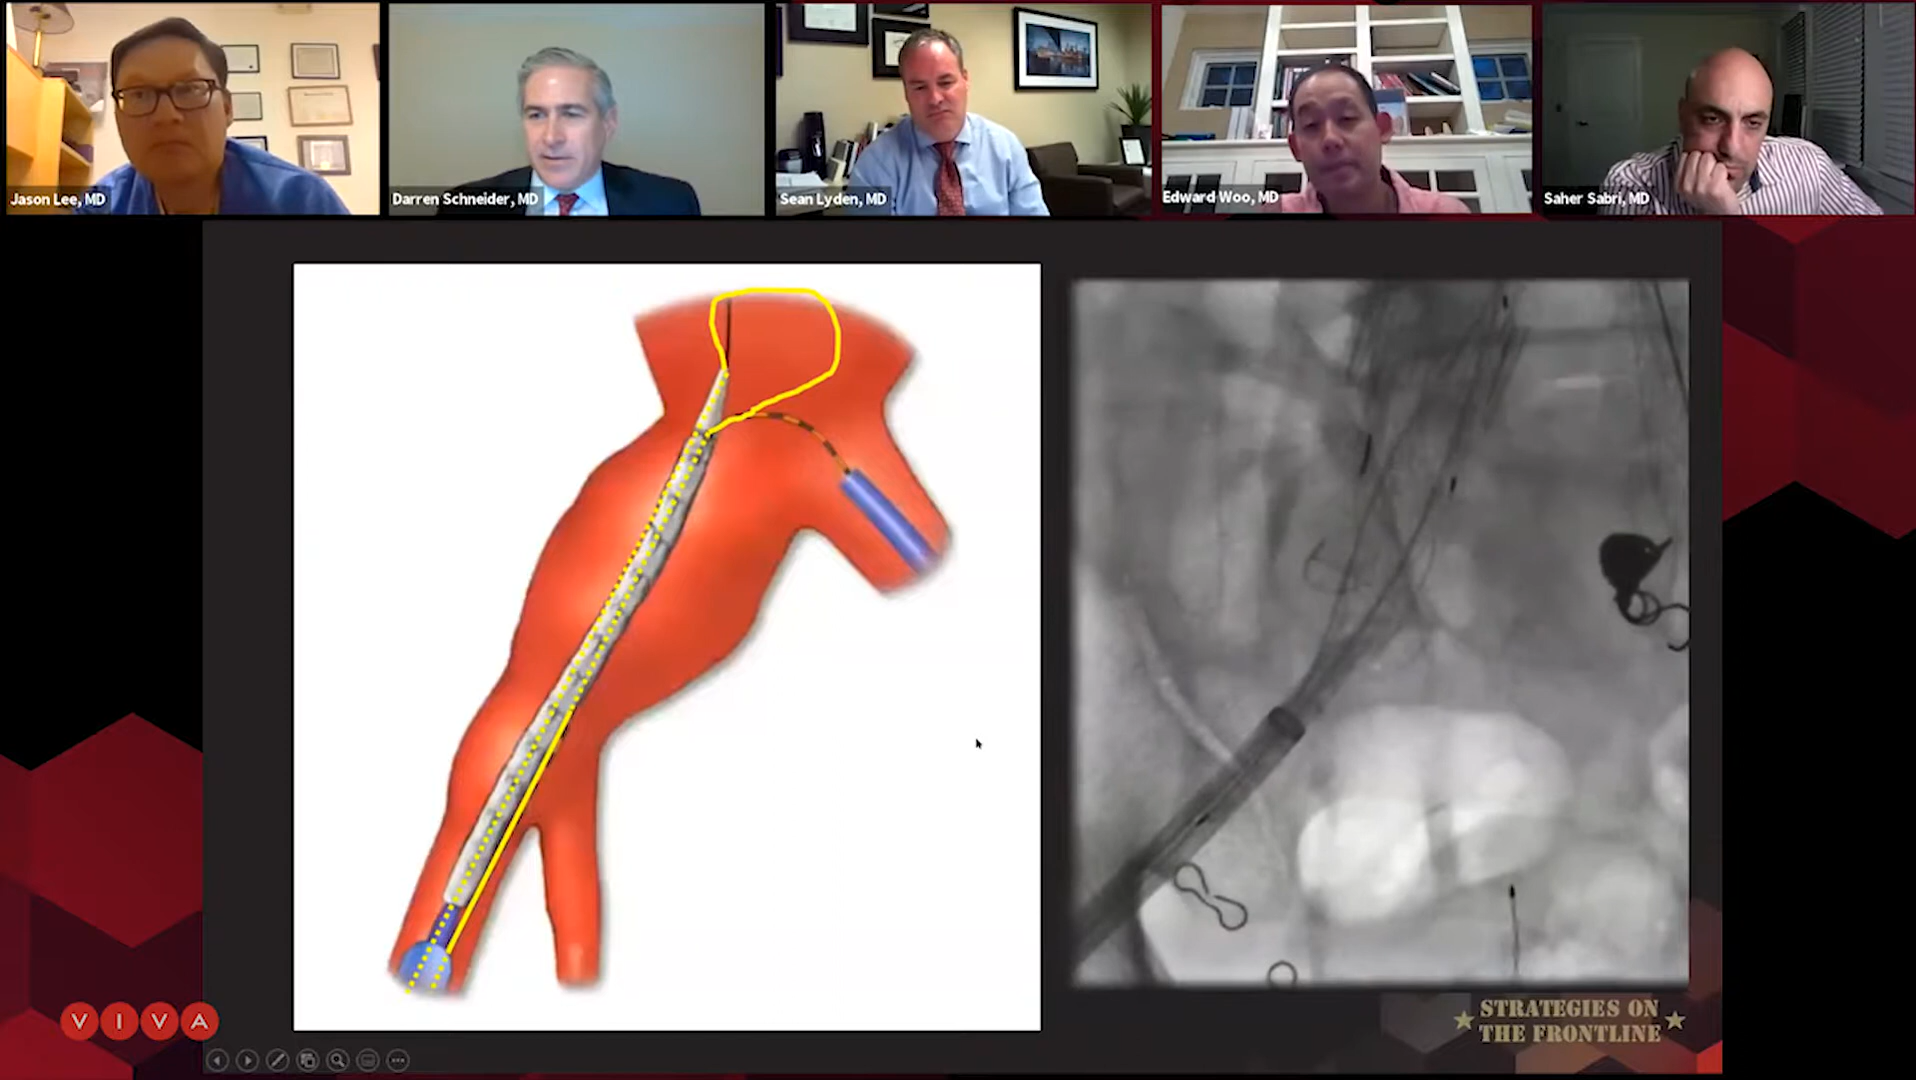 Jason Lee, MD
Darren Schneider, MD
Sean Lyden, MD
Edward Woo, MD
Saher Sabri, MD
VIVA
STRATEGIES ON
THE FRONTLINE